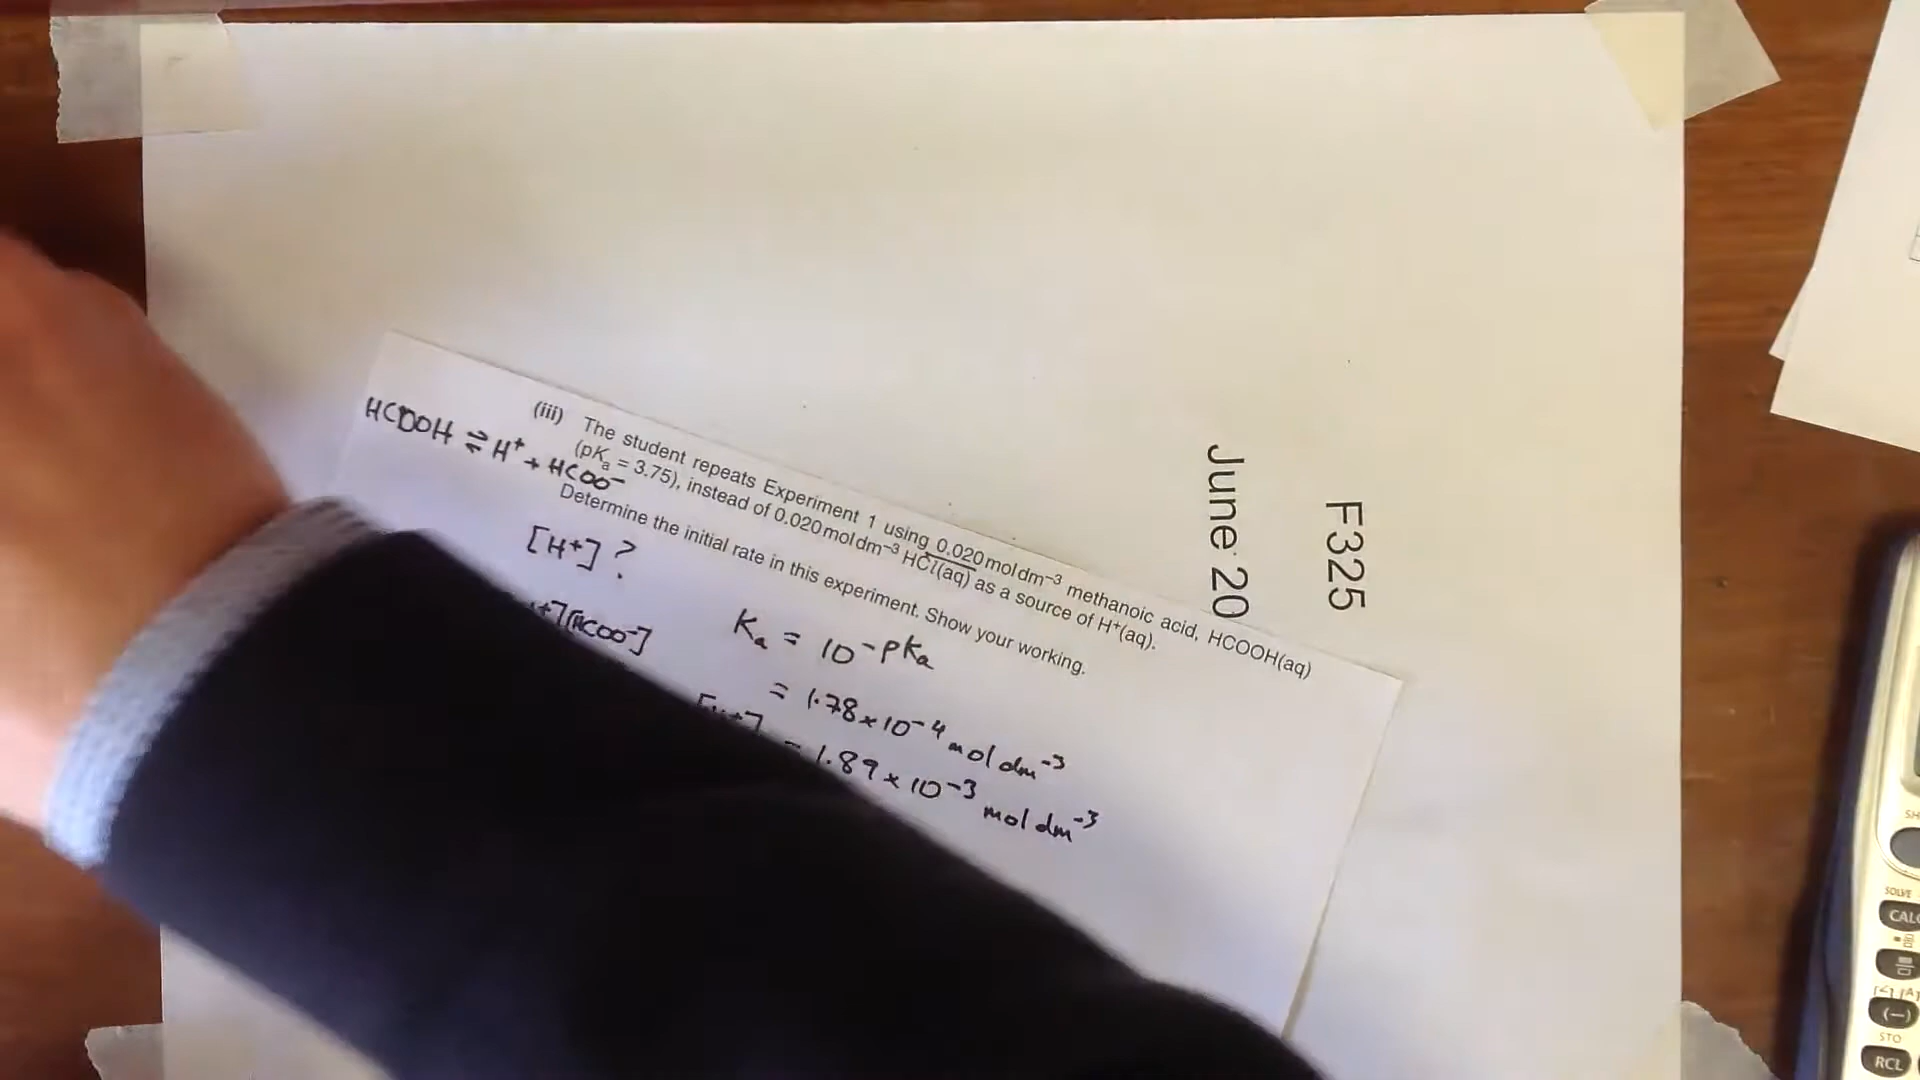 (iii) The student repeats Experiment 1 using 0.020 mol dm⁻³ methanoic acid, HCOOH(aq)
(pKₐ = 3.75), instead of 0.020 mol dm⁻³ HCl(aq) as a source of H⁺(aq).
HCOOH ⇌ H⁺ + HCOO⁻
Determine the initial rate in this experiment. Show your working.
[H⁺] ?
⁺][HCOO⁻]
Kₐ = 10⁻ᵖᴷᵃ
= 1.78 × 10⁻⁴ mol dm⁻³
[H⁺] = 1.89 × 10⁻³ mol dm⁻³
June 20
F325
SOLVE
CALC
(−)
STO
RCL